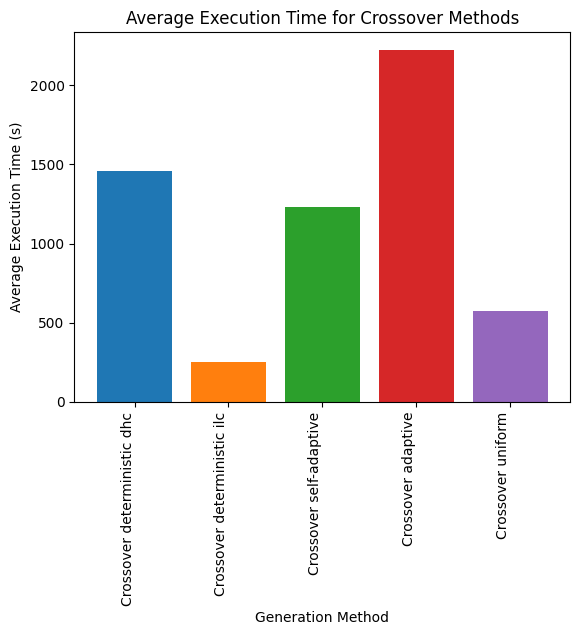 Average Execution Time for Crossover Methods
Average Execution Time (s)
2000
1500
1000
500
0
Crossover deterministic dhc
Crossover deterministic ilc
Crossover self-adaptive
Crossover adaptive
Crossover uniform
Generation Method